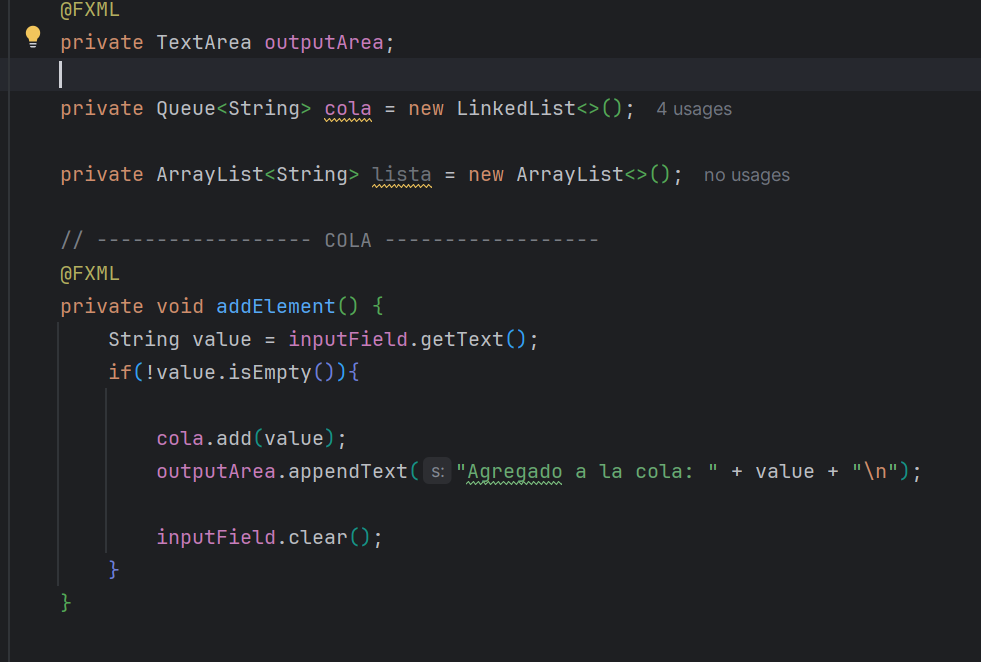 @FXML
private TextArea outputArea;
private Queue<String> cola = new LinkedList<>(); 4 usages
private ArrayList<String> lista = new ArrayList<>(); no usages
// ------------------ COLA ------------------
@FXML
private void addElement() {
String value = inputField.getText();
if(!value.isEmpty()){
cola.add(value);
outputArea.appendText( s: "Agregado a la cola: " + value + "\n");
inputField.clear();
}
}